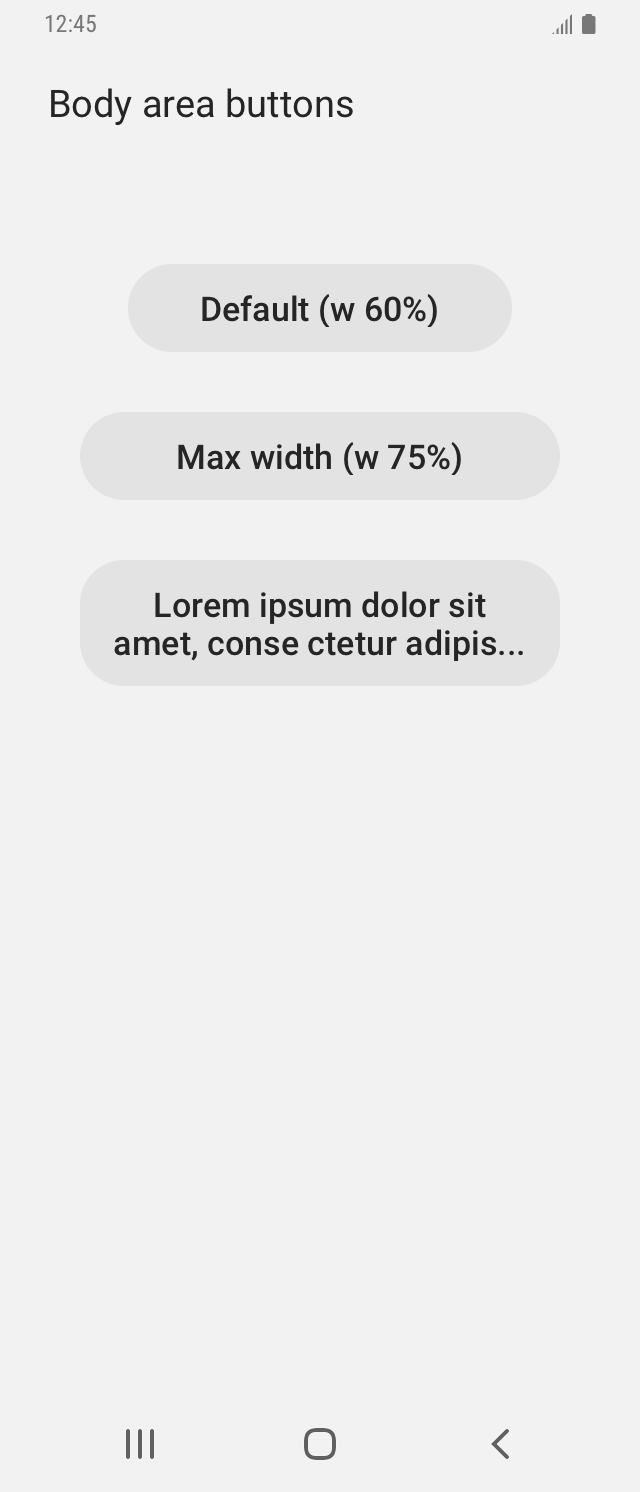 12:45
Body area buttons
Default (w 60%)
Max width (w 75%)
Lorem ipsum dolor sit
amet, conse ctetur adipis...